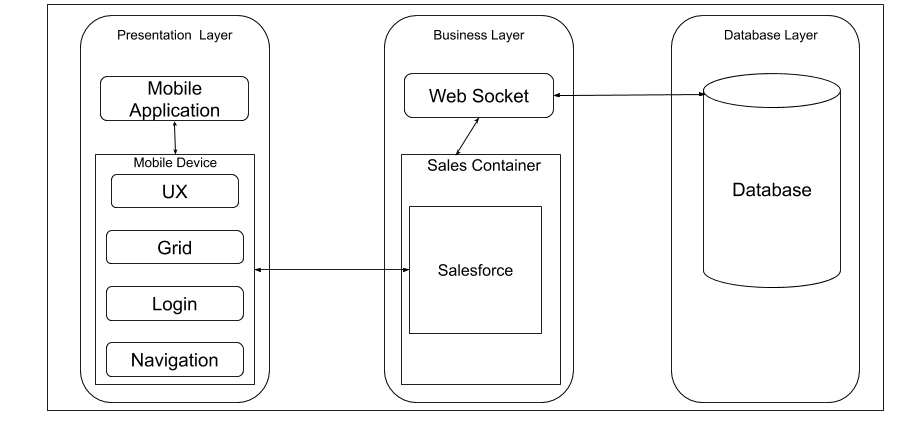 Presentation Layer
Mobile
Application
Mobile Device
UX
Grid
Login
Navigation
Business Layer
Web Socket
Sales Container
Salesforce
Database Layer
Database